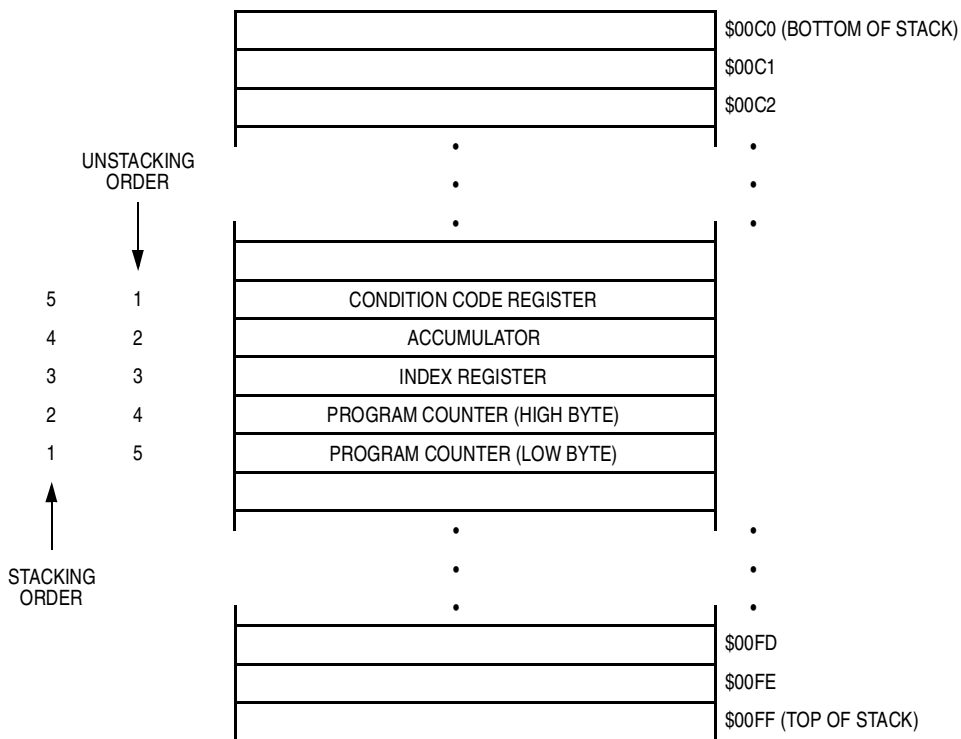 $00C0 (BOTTOM OF STACK)
$00C1
$00C2
UNSTACKING
ORDER
5 1 CONDITION CODE REGISTER
4 2 ACCUMULATOR
3 3 INDEX REGISTER
2 4 PROGRAM COUNTER (HIGH BYTE)
1 5 PROGRAM COUNTER (LOW BYTE)
STACKING
ORDER
$00FD
$00FE
$00FF (TOP OF STACK)